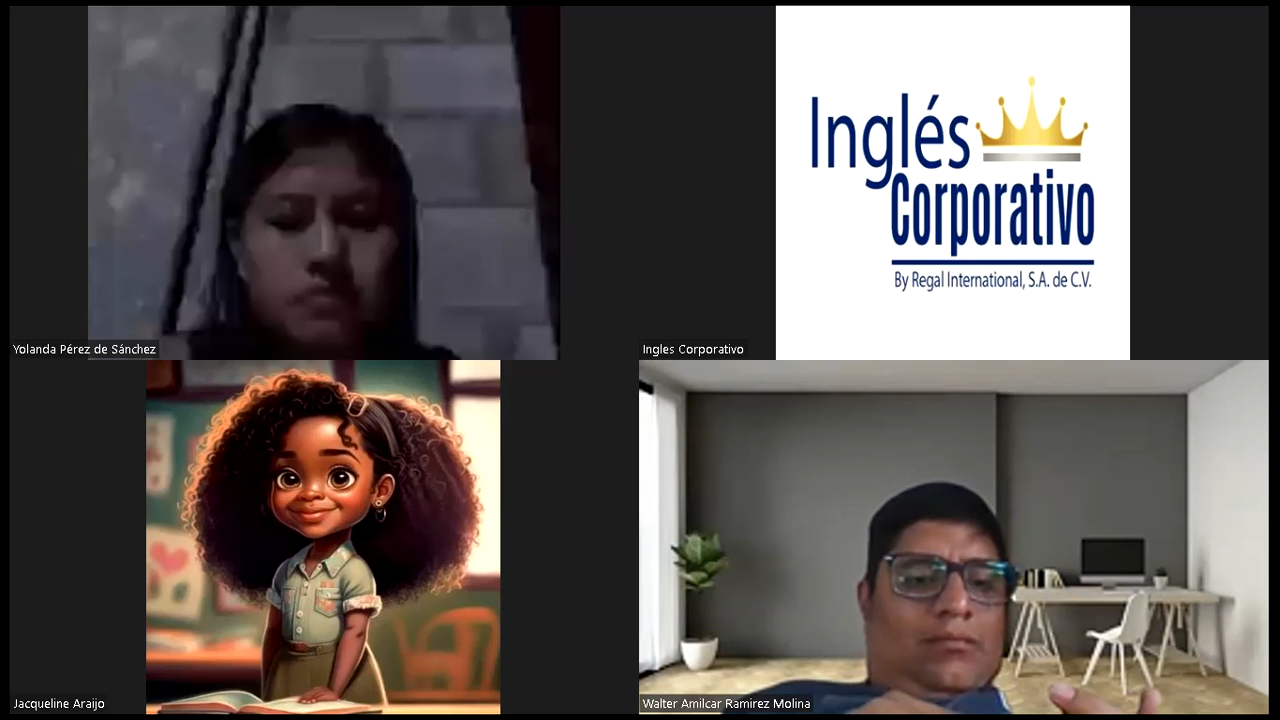 Inglés
Corporativo
By Regal International, S.A. de C.V.
Yolanda Pérez de Sánchez
Ingles Corporativo
Jacqueline Araijo
Walter Amilcar Ramirez Molina